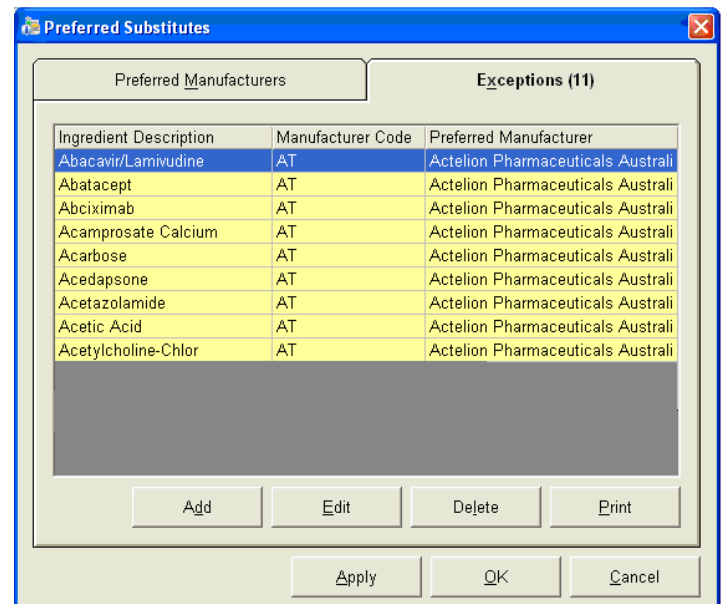 Preferred Substitutes
Preferred Manufacturers Exceptions (11)
Ingredient Description Manufacturer Code Preferred Manufacturer
Abacavir/Lamivudine AT Actelion Pharmaceuticals Australi
Abatacept AT Actelion Pharmaceuticals Australi
Abciximab AT Actelion Pharmaceuticals Australi
Acamprosate Calcium AT Actelion Pharmaceuticals Australi
Acarbose AT Actelion Pharmaceuticals Australi
Acedapsone AT Actelion Pharmaceuticals Australi
Acetazolamide AT Actelion Pharmaceuticals Australi
Acetic Acid AT Actelion Pharmaceuticals Australi
Acetylcholine-Chlor AT Actelion Pharmaceuticals Australi
Add Edit Delete Print
Apply OK Cancel